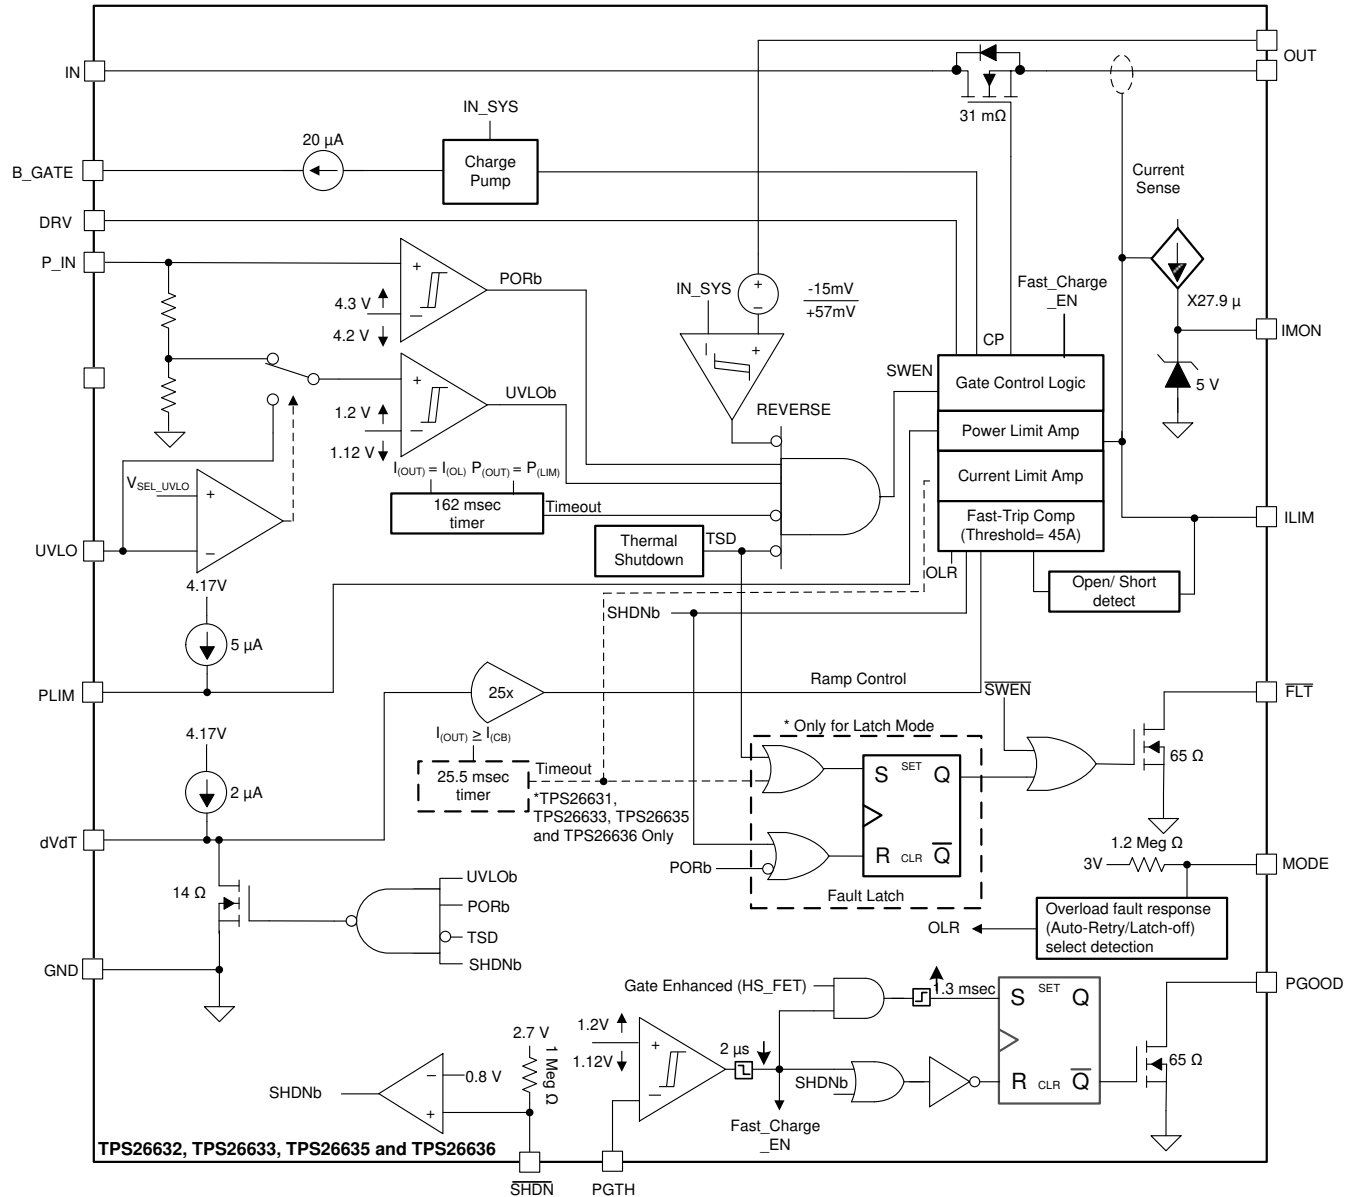 IN
OUT
31 mΩ
IN_SYS
20 µA
Charge
Pump
B_GATE
Current
Sense
DRV
P_IN
PORb
4.3 V
4.2 V
IN_SYS
-15mV
+57mV
Fast_Charge
_EN
X27.9 µ
CP
IMON
5 V
SWEN
Gate Control Logic
UVLOb
1.2 V
1.12 V
REVERSE
Power Limit Amp
Current Limit Amp
I(OUT) = I(OL) P(OUT) = P(LIM)
162 msec
timer
Timeout
VSEL_UVLO
Fast-Trip Comp
(Threshold= 45A)
ILIM
UVLO
Thermal
Shutdown
TSD
OLR
Open/ Short
detect
4.17V
SHDNb
5 µA
PLIM
25x
Ramp Control
SWEN
FLT
4.17V
I(OUT) ≥ I(CB)
* Only for Latch Mode
65 Ω
25.5 msec
timer
Timeout
S SET Q
2 µA
*TPS26631,
TPS26633, TPS26635
and TPS26636 Only
dVdT
R CLR Q
1.2 Meg Ω
3V
MODE
PORb
Fault Latch
14 Ω
UVLOb
PORb
TSD
SHDNb
Overload fault response
(Auto-Retry/Latch-off)
select detection
OLR
GND
Gate Enhanced (HS_FET)
1.3 msec
S SET Q
PGOOD
2.7 V
1 Meg Ω
1.2V
1.12V
2 µs
65 Ω
0.8 V
SHDNb
SHDNb
R CLR Q
Fast_Charge
_EN
TPS26632, TPS26633, TPS26635 and TPS26636
SHDN
PGTH